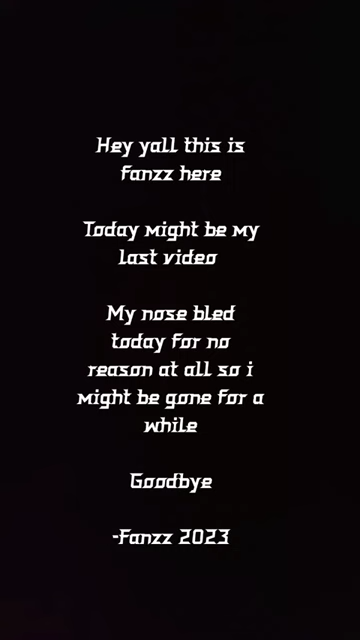 Hey yall this is
fanzz here
Today might be my
last video
My nose bled
today for no
reason at all so i
might be gone for a
while
Goodbye
-Fanzz 2023